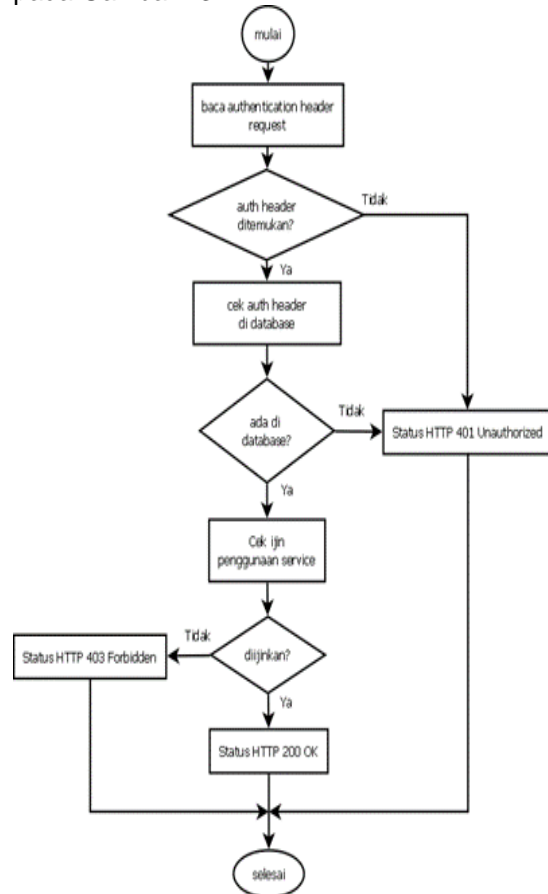 mulai
baca authentication header
request
auth header
ditemukan?
Tidak
Ya
cek auth header
di database
ada di
database?
Tidak
Status HTTP 401 Unauthorized
Ya
Cek ijin
penggunaan service
diijinkan?
Tidak
Status HTTP 403 Forbidden
Ya
Status HTTP 200 OK
selesai